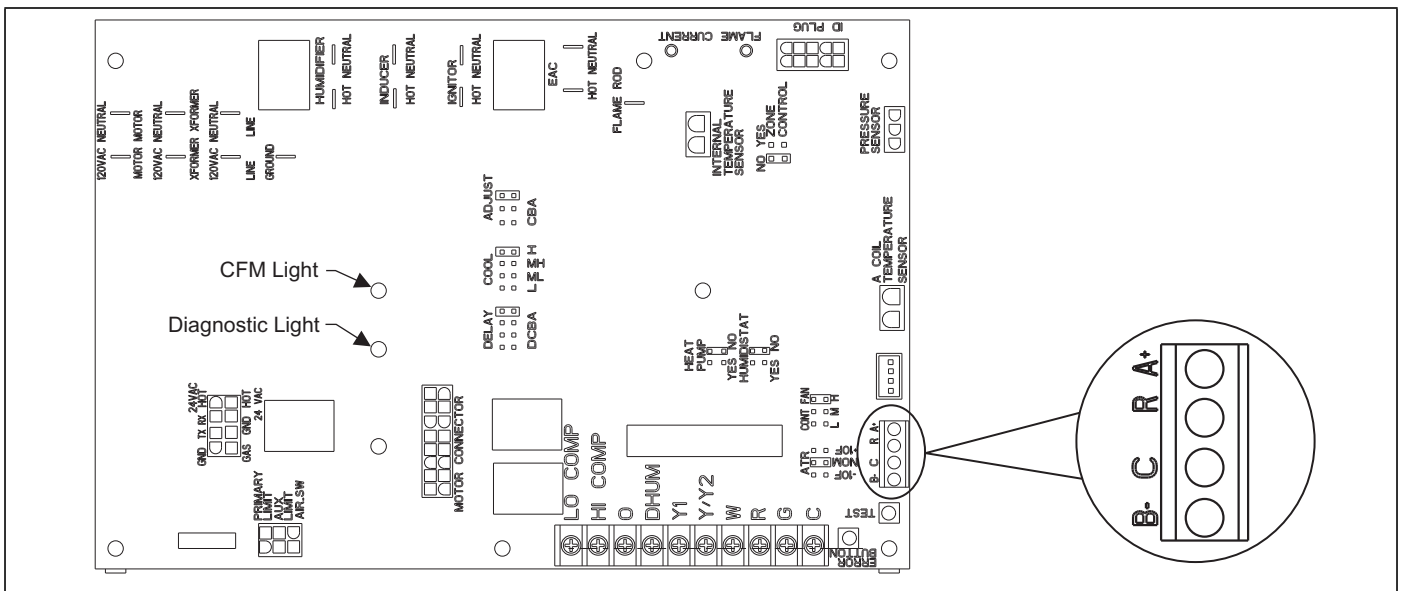 120VAC NEUTRAL
MOTOR MOTOR
120VAC NEUTRAL
XFORMER XFORMER
120VAC NEUTRAL
LINE LINE
GROUND
HUMIDIFIER
HOT NEUTRAL
INDUCER
HOT NEUTRAL
IGNITOR
HOT NEUTRAL
EAC
HOT NEUTRAL
FLAME ROD
FLAME CURRENT
ID PLUG
INTERNAL
TEMPERATURE
SENSOR
NO YES
ZONE
CONTROL
PRESSURE
SENSOR
ADJUST
CBA
COOL
L ML MH H
DELAY
DCBA
CFM Light
Diagnostic Light
A COIL
TEMPERATURE
SENSOR
HEAT
PUMP
YES NO
HUMIDISTAT
YES NO
24VAC
GND TX RX HOT
GAS GND HOT
24 VAC
MOTOR CONNECTOR
CONT FAN
L M H
ATR
-10F NOM +10F
B- C R A+
B- C R A+
PRIMARY
LIMIT
AUX
LIMIT
AIR.SW
LO COMP
HI COMP
O
DHUM
Y1
Y/Y2
W
R
G
C
TEST
ERROR
BUTTON